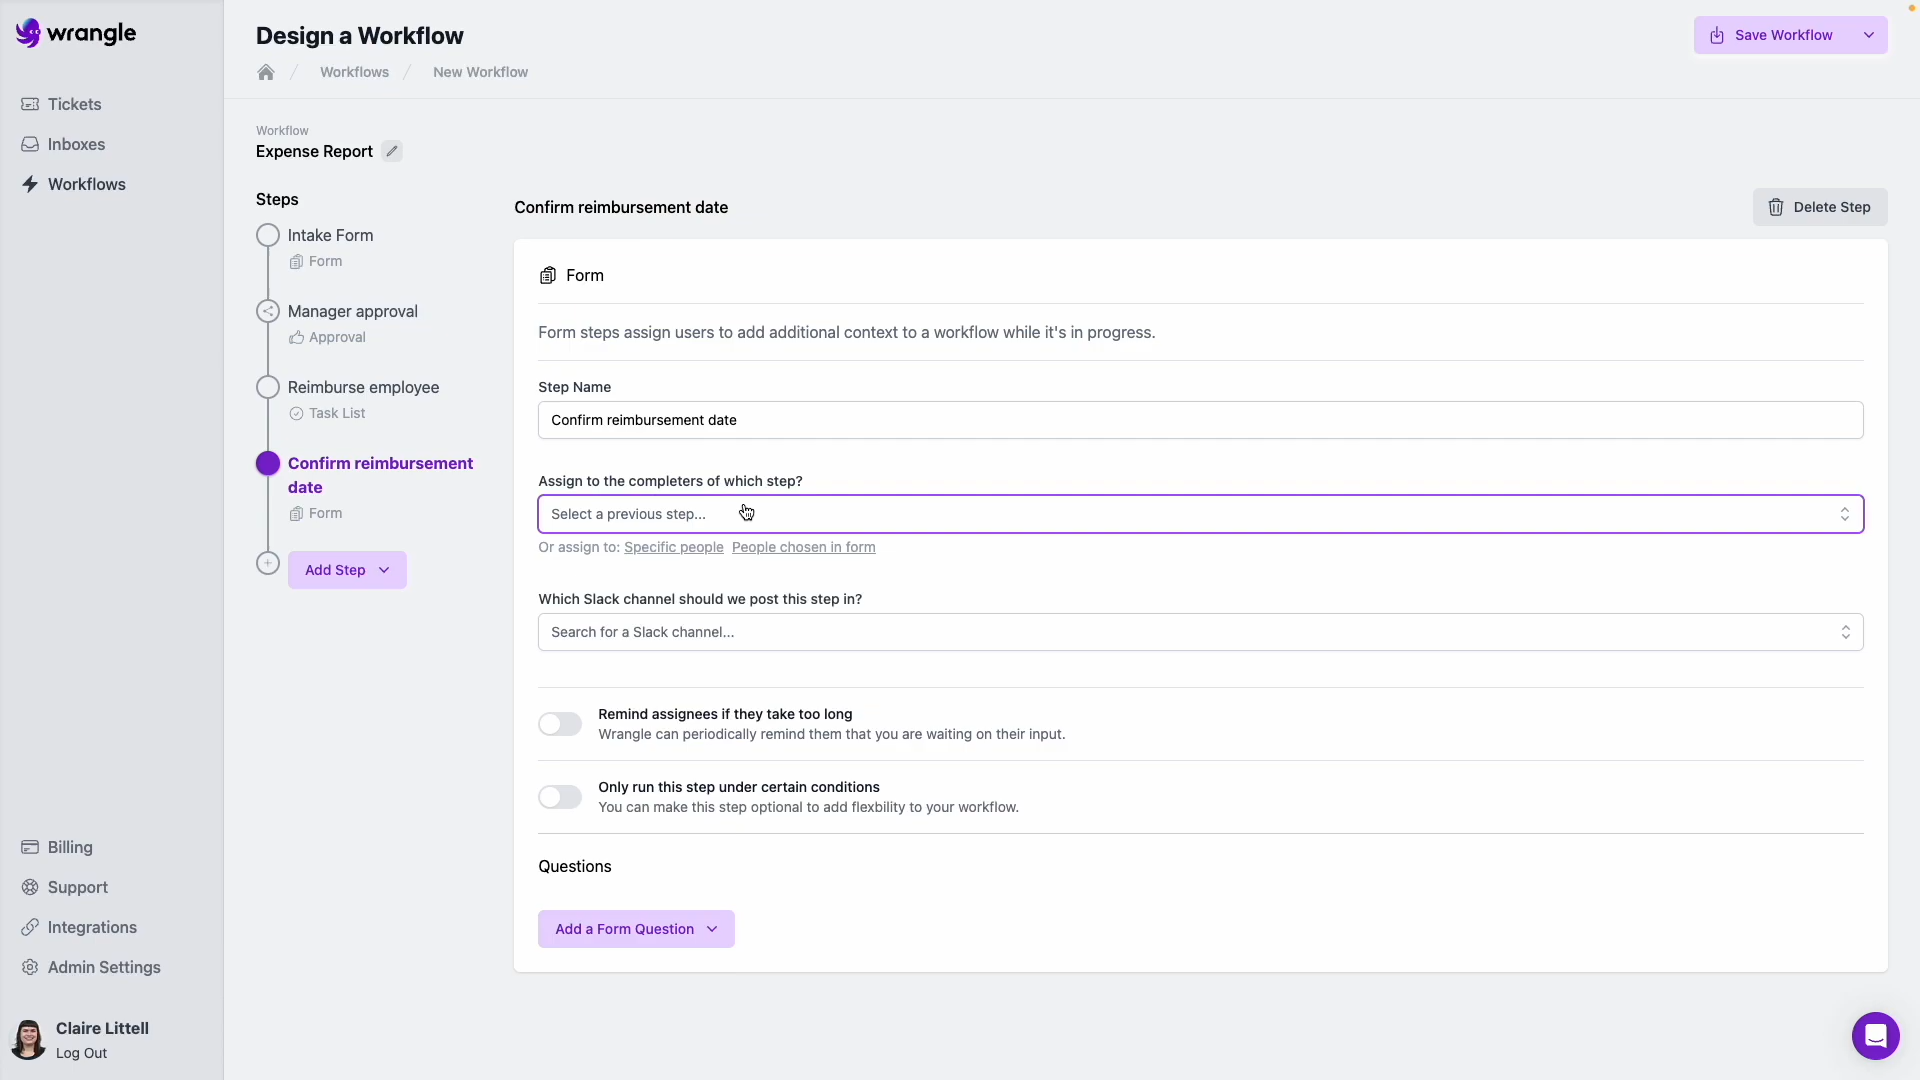 wrangle
Tickets
Inboxes
Workflows
Billing
Support
Integrations
Admin Settings
Claire Littell
Log Out
Design a Workflow
Workflows / New Workflow
Save Workflow
Workflow
Expense Report
Steps
Intake Form
Form
Manager approval
Approval
Reimburse employee
Task List
Confirm reimbursement
date
Form
Add Step
Confirm reimbursement date
Delete Step
Form
Form steps assign users to add additional context to a workflow while it's in progress.
Step Name
Confirm reimbursement date
Assign to the completers of which step?
Select a previous step...
Or assign to: Specific people People chosen in form
Which Slack channel should we post this step in?
Search for a Slack channel...
Remind assignees if they take too long
Wrangle can periodically remind them that you are waiting on their input.
Only run this step under certain conditions
You can make this step optional to add flexbility to your workflow.
Questions
Add a Form Question